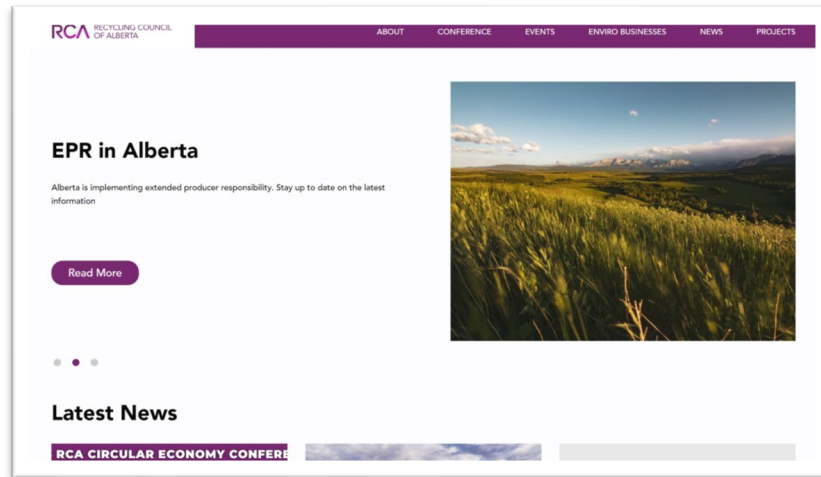 RCA RECYCLING COUNCIL
OF ALBERTA
ABOUT CONFERENCE EVENTS ENVIRO BUSINESSES NEWS PROJECTS
EPR in Alberta
Alberta is implementing extended producer responsibility. Stay up to date on the latest
information
Read More
Latest News
RCA CIRCULAR ECONOMY CONFERE